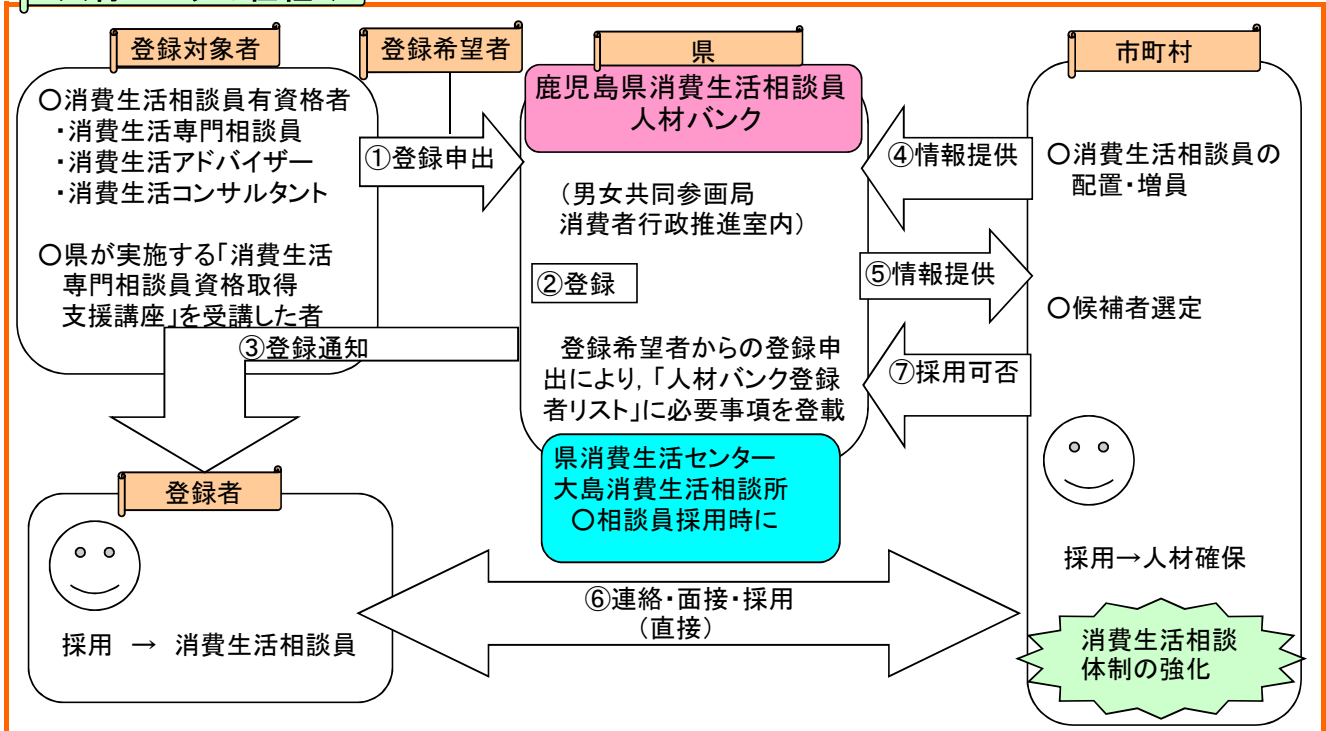 登録対象者
〇消費生活相談員有資格者
・消費生活専門相談員
・消費生活アドバイザー
・消費生活コンサルタント
〇県が実施する「消費生活
専門相談員資格取得
支援講座」を受講した者
登録希望者
①登録申出
県
鹿児島県消費生活相談員
人材バンク
(男女共同参画局
消費者行政推進室内)
②登録
登録希望者からの登録申
出により,「人材バンク登録
者リスト」に必要事項を登載
県消費生活センター
大島消費生活相談所
〇相談員採用時に
③登録通知
④情報提供
⑤情報提供
⑦採用可否
市町村
〇消費生活相談員の
配置・増員
〇候補者選定
採用→人材確保
消費生活相談
体制の強化
登録者
採用 → 消費生活相談員
⑥連絡・面接・採用
(直接)